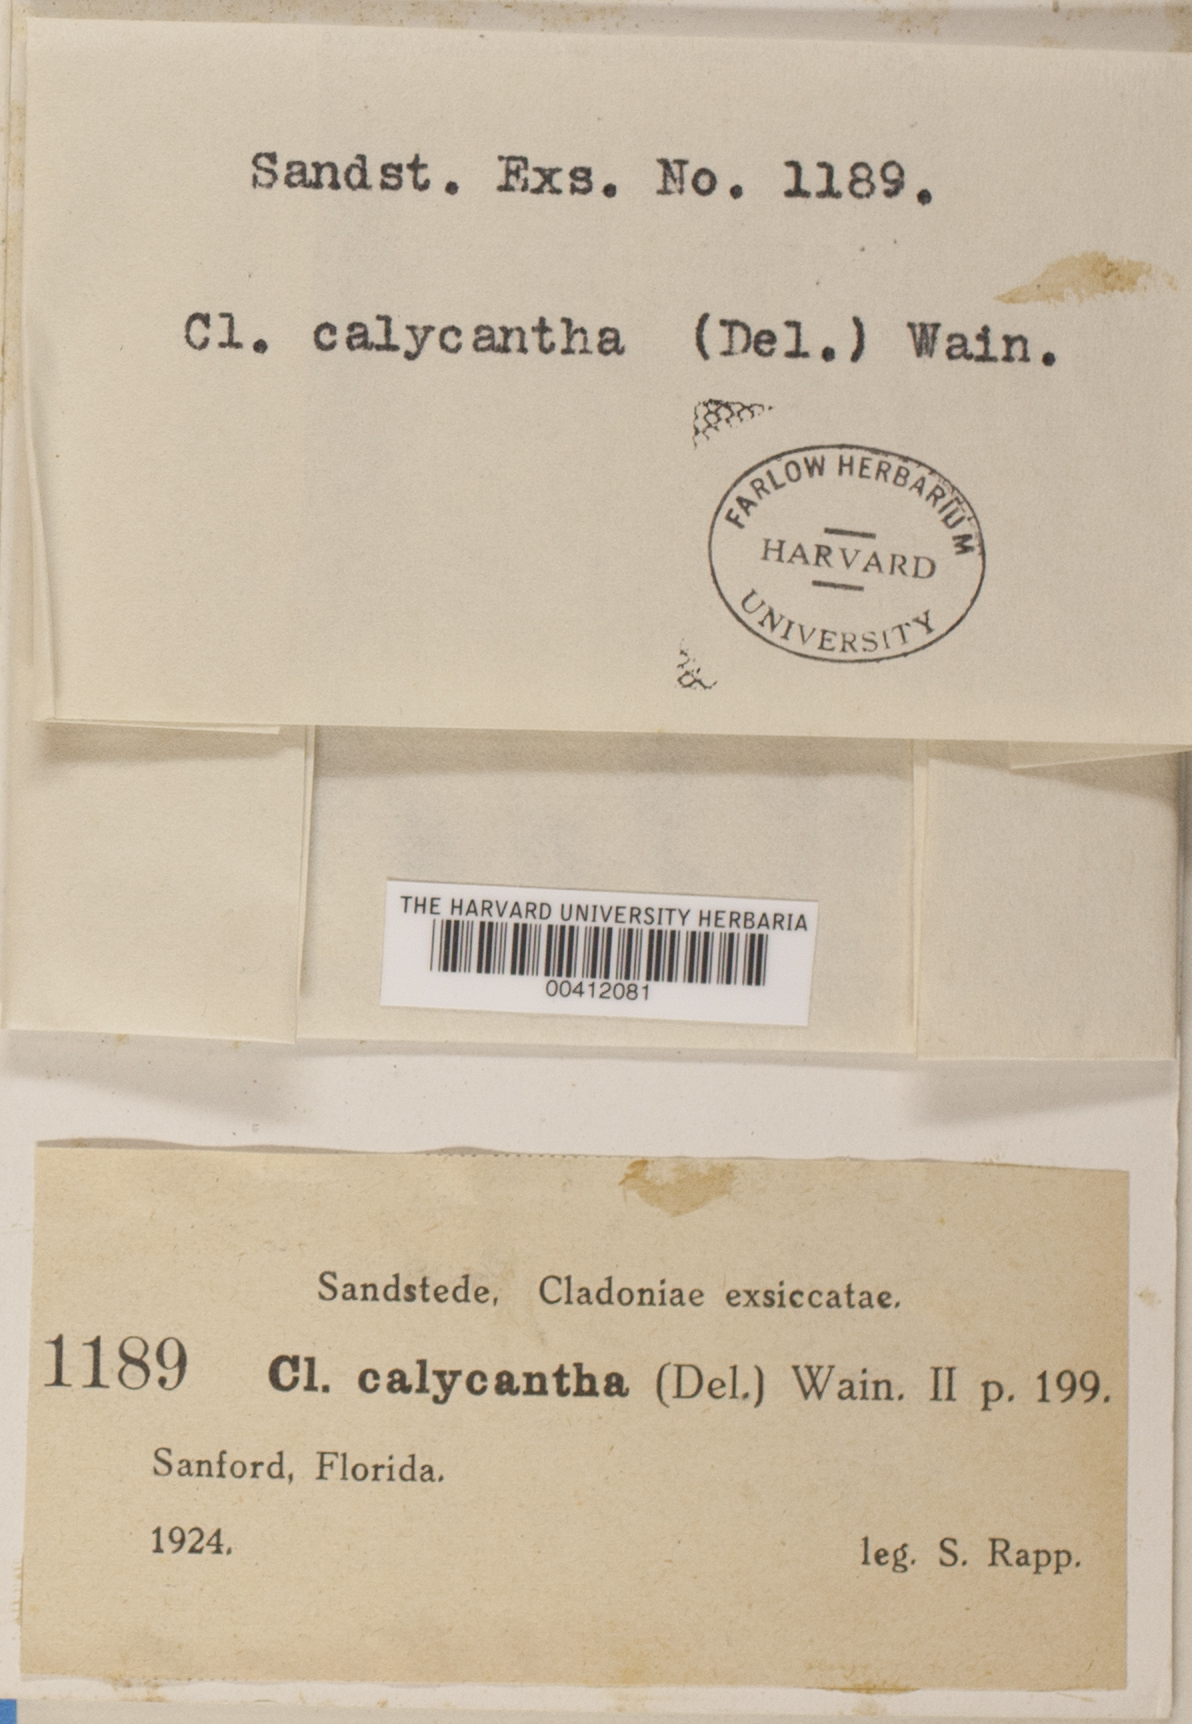 Sandst. Exs. No. 1189.
Cl. calycantha (Del.) Wain.
FARLOW HERBARIUM
HARVARD
UNIVERSITY
THE HARVARD UNIVERSITY HERBARIA
00412081
Sandstede, Cladoniae exsiccatae.
1189 Cl. calycantha (Del.) Wain. II p. 199.
Sanford, Florida.
1924. leg. S. Rapp.